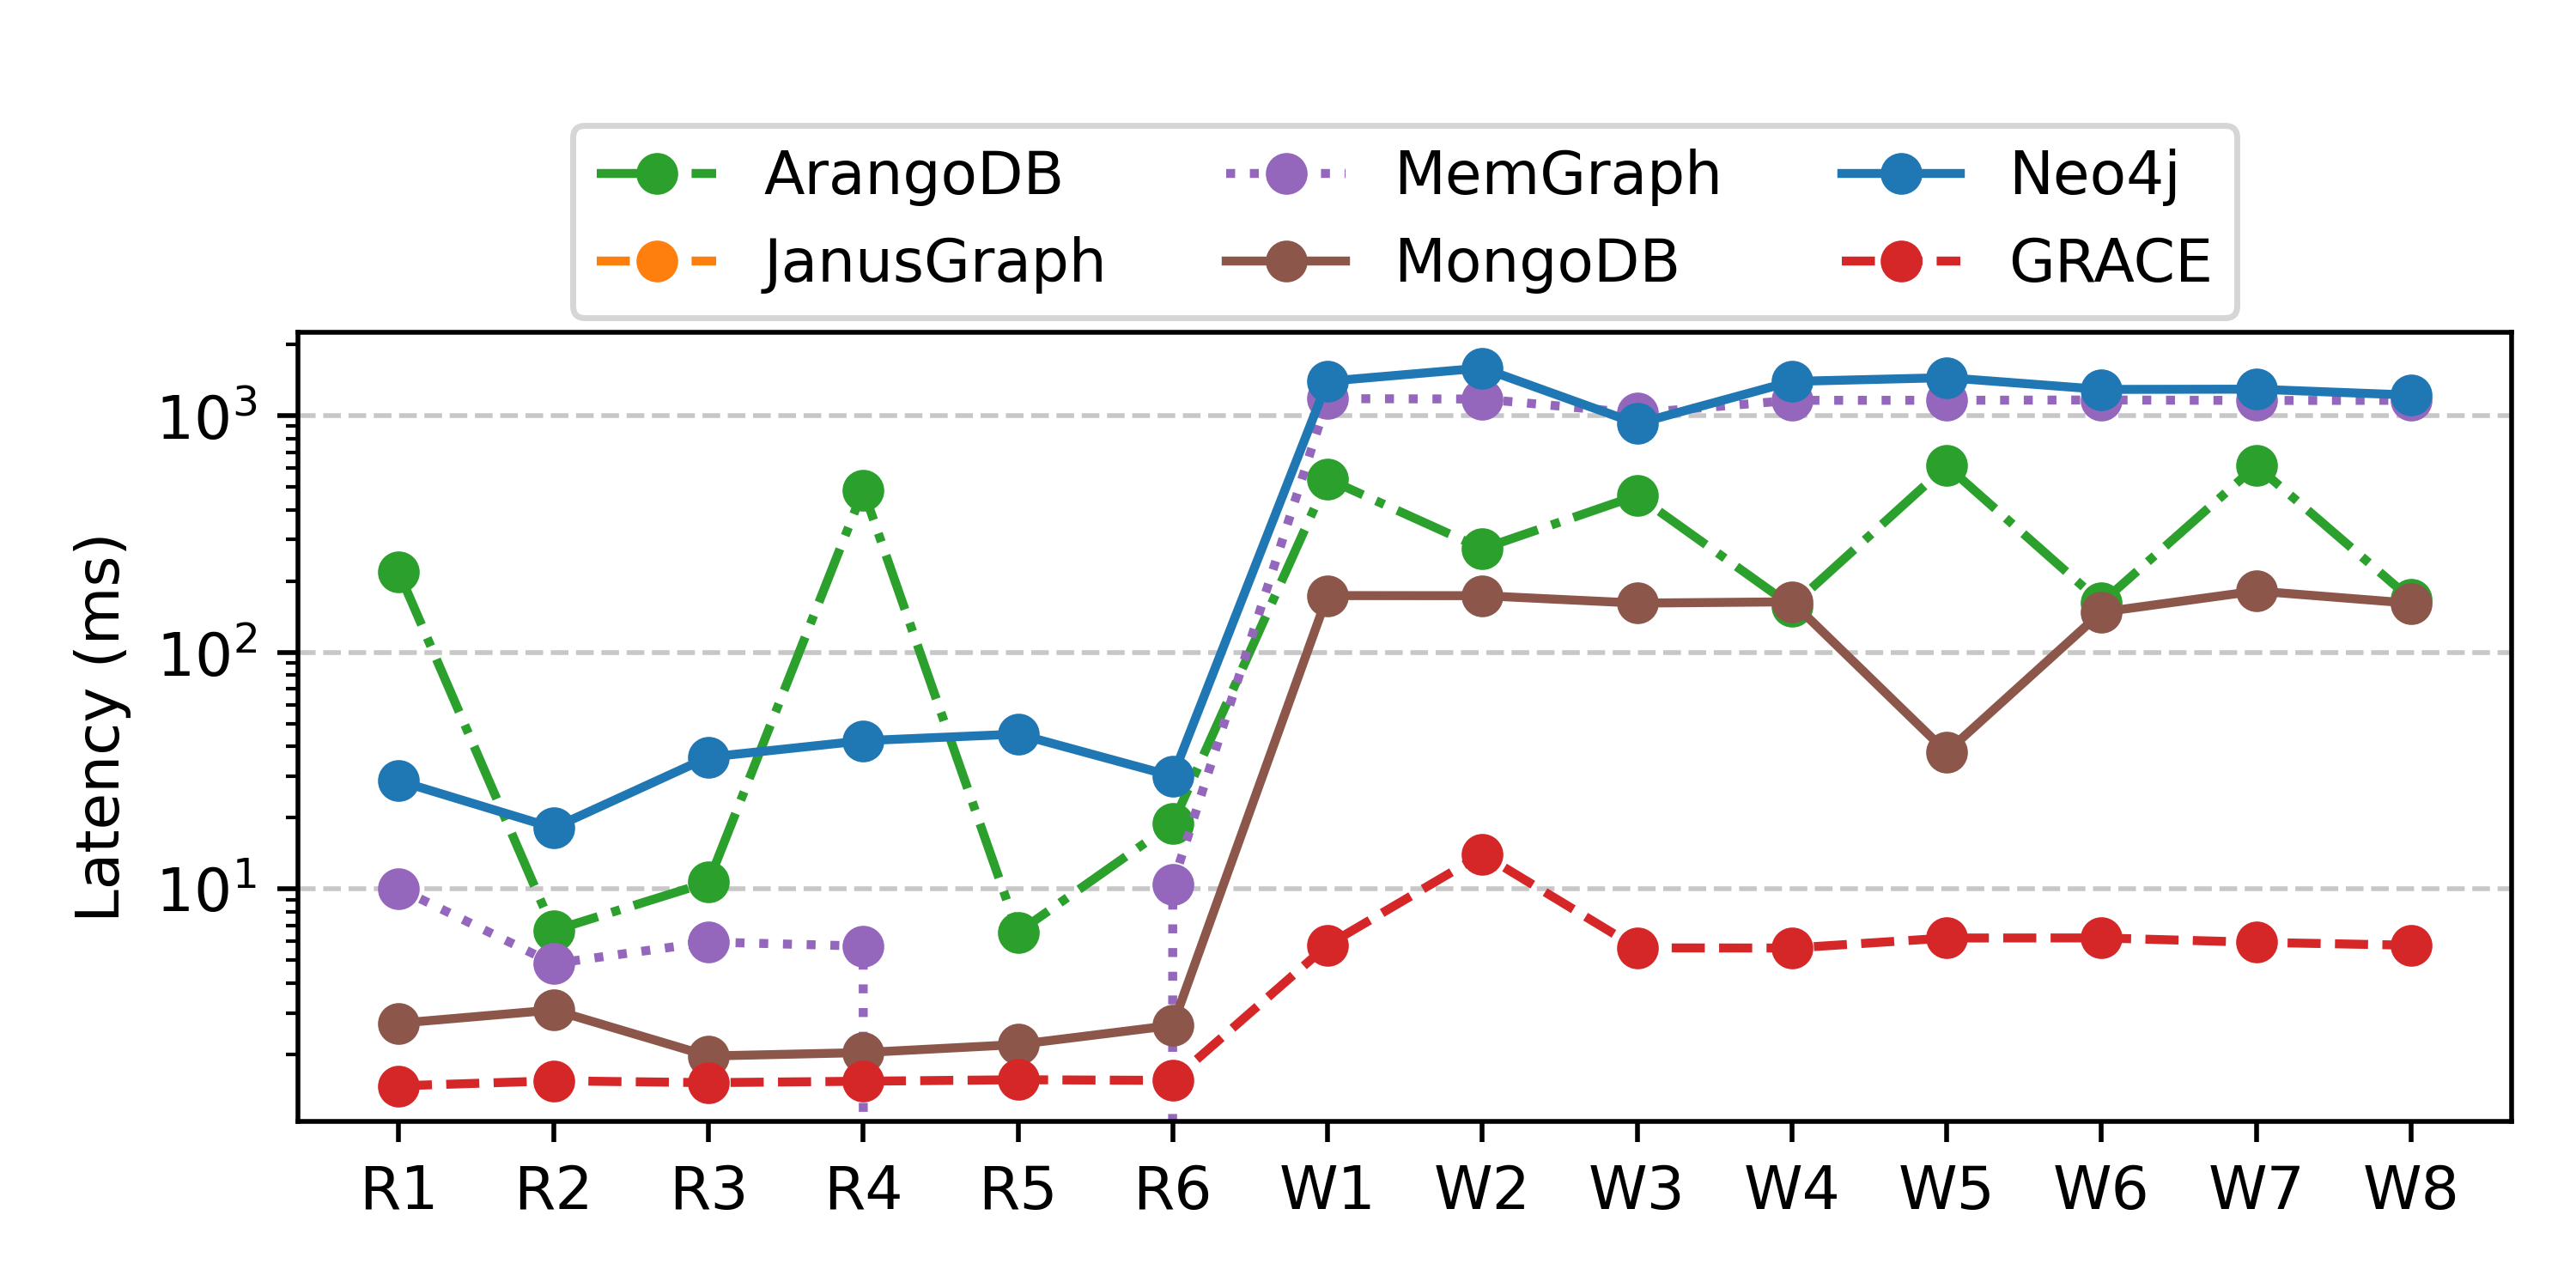 ArangoDB MemGraph Neo4j
JanusGraph MongoDB GRACE
Latency (ms)
10³
10²
10¹
R1 R2 R3 R4 R5 R6 W1 W2 W3 W4 W5 W6 W7 W8